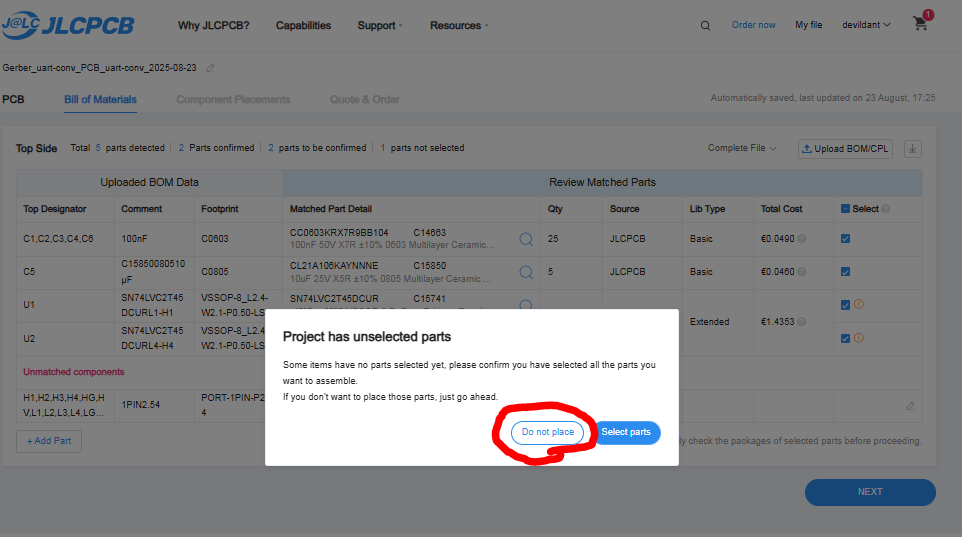 J@LC JLCPCB
Why JLCPCB? Capabilities Support Resources Order now My file devildant 1
Gerber_uart-conv_PCB_uart-conv_2025-08-23
PCB Bill of Materials Component Placements Quote & Order Automatically saved, last updated on 23 August, 17:25
Top Side Total 5 parts detected 2 Parts confirmed 2 parts to be confirmed 1 parts not selected Complete File Upload BOM/CPL
Uploaded BOM Data Review Matched Parts
Top Designator Comment Footprint Matched Part Detail Qty Source Lib Type Total Cost Select
C1,C2,C3,C4,C6 100nF C0603 CC0603KRX7R9BB104 C14663 25 JLCPCB Basic €0.0490
100nF 50V X7R ±10% 0603 Multilayer Ceramic...
C5 C15850080510 C0805 CL21A106KAYNNNE C15850 5 JLCPCB Basic €0.0460
µF 10uF 25V X5R ±10% 0805 Multilayer Ceramic ...
U1 SN74LVC2T45 VSSOP-8_L2.4- SN74LVC2T45DCUR C15741
DCURL1-H1 W2.1-P0.50-LS
Extended €1.4353
U2 SN74LVC2T45 VSSOP-8_L2.4-
DCURL4-H4 W2.1-P0.50-LS
Unmatched components
H1,H2,H3,H4,HG,H 1PIN2.54 PORT-1PIN-P2
V,L1,L2,L3,L4,LG... 4
+ Add Part
check the packages of selected parts before proceeding.
NEXT
Project has unselected parts
Some items have no parts selected yet, please confirm you have selected all the parts you
want to assemble.
If you don't want to place those parts, just go ahead.
Do not place Select parts